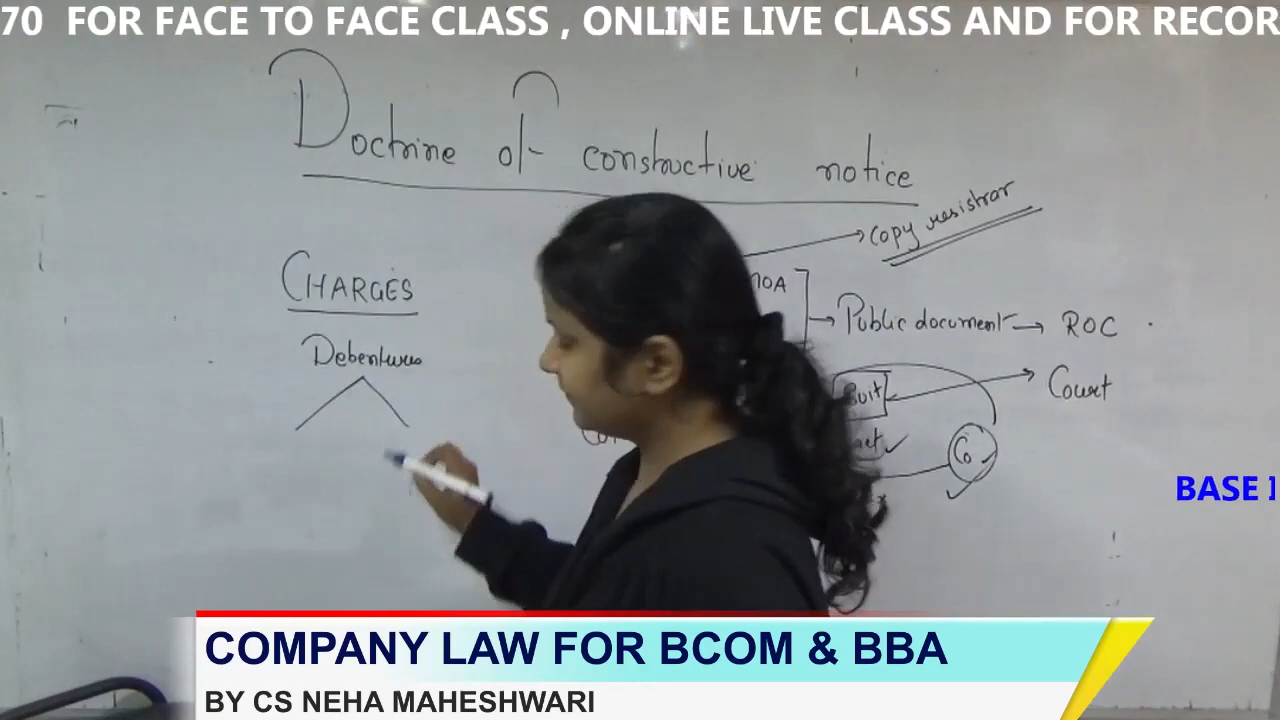 70 FOR FACE TO FACE CLASS , ONLINE LIVE CLASS AND FOR RECOR
Doctrine of constructive notice
Copy resistrar
CHARGES
MOA
Public document → ROC
Debentures
Suit
Court
Co
BASE I
COMPANY LAW FOR BCOM & BBA
BY CS NEHA MAHESHWARI